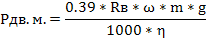 Рдв. м. = (0.39 * Rв * ω * m * g) / (1000 * η)